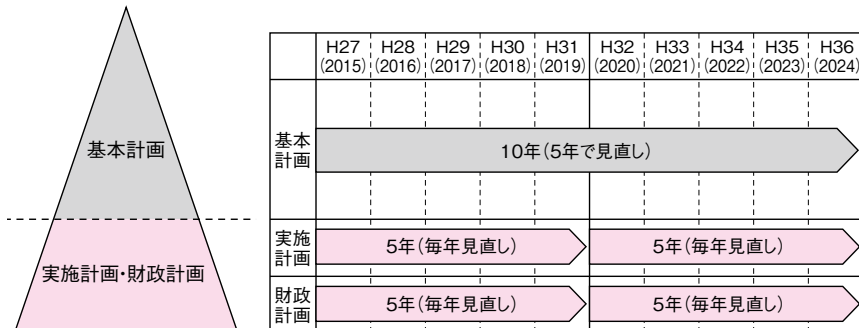 基本計画
実施計画・財政計画
H27 H28 H29 H30 H31 H32 H33 H34 H35 H36
(2015) (2016) (2017) (2018) (2019) (2020) (2021) (2022) (2023) (2024)
基本
計画
10年(5年で見直し)
実施
計画
5年(毎年見直し) 5年(毎年見直し)
財政
計画
5年(毎年見直し) 5年(毎年見直し)